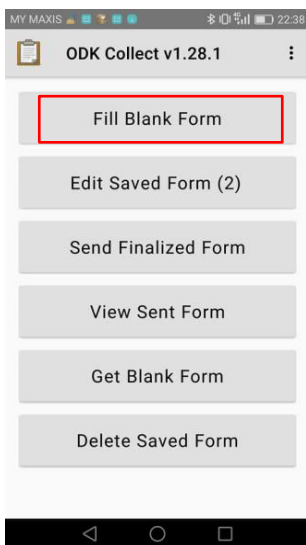 MY MAXIS 4G 22:38
ODK Collect v1.28.1
Fill Blank Form
Edit Saved Form (2)
Send Finalized Form
View Sent Form
Get Blank Form
Delete Saved Form